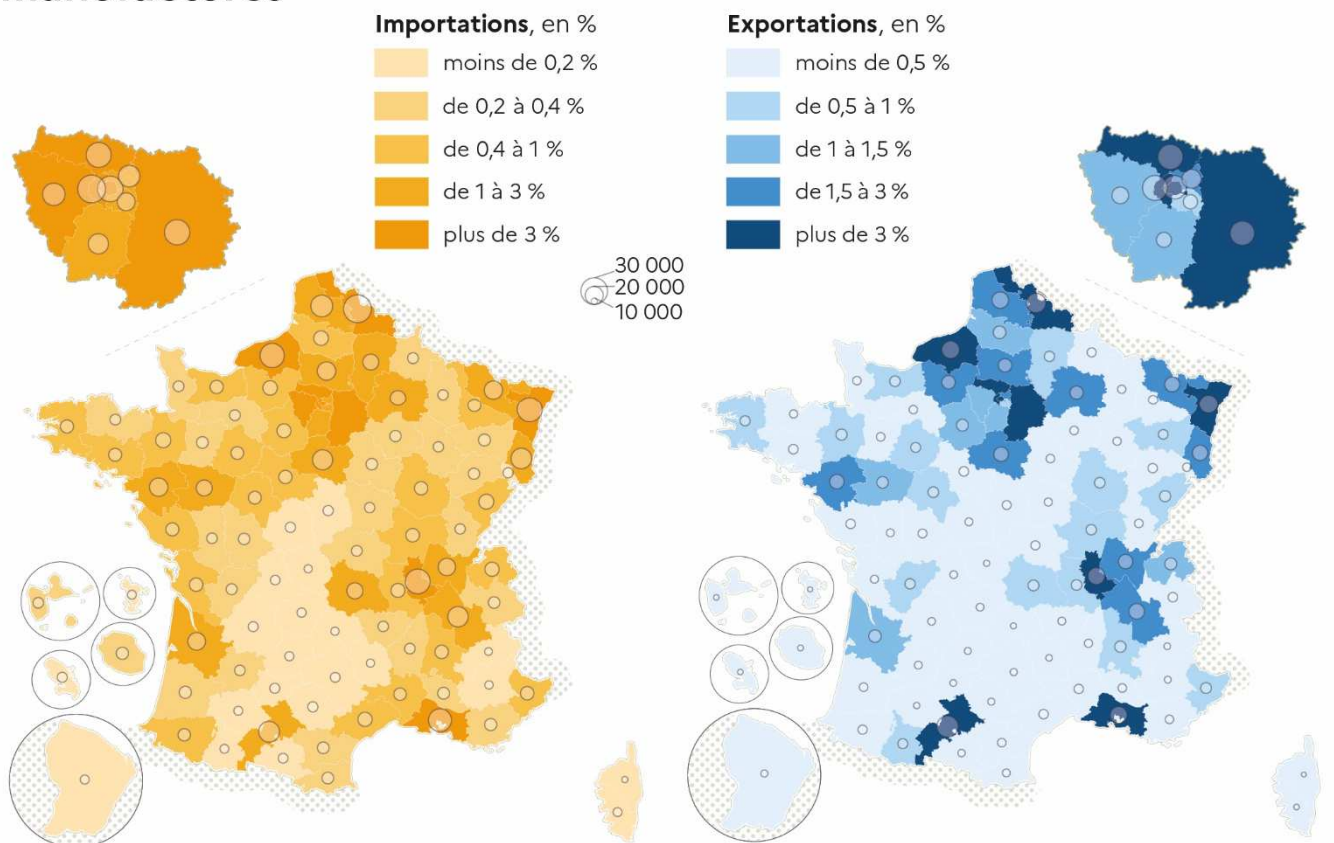 Importations, en %
moins de 0,2 %
de 0,2 à 0,4 %
de 0,4 à 1 %
de 1 à 3 %
plus de 3 %
30 000
20 000
10 000
Exportations, en %
moins de 0,5 %
de 0,5 à 1 %
de 1 à 1,5 %
de 1,5 à 3 %
plus de 3 %